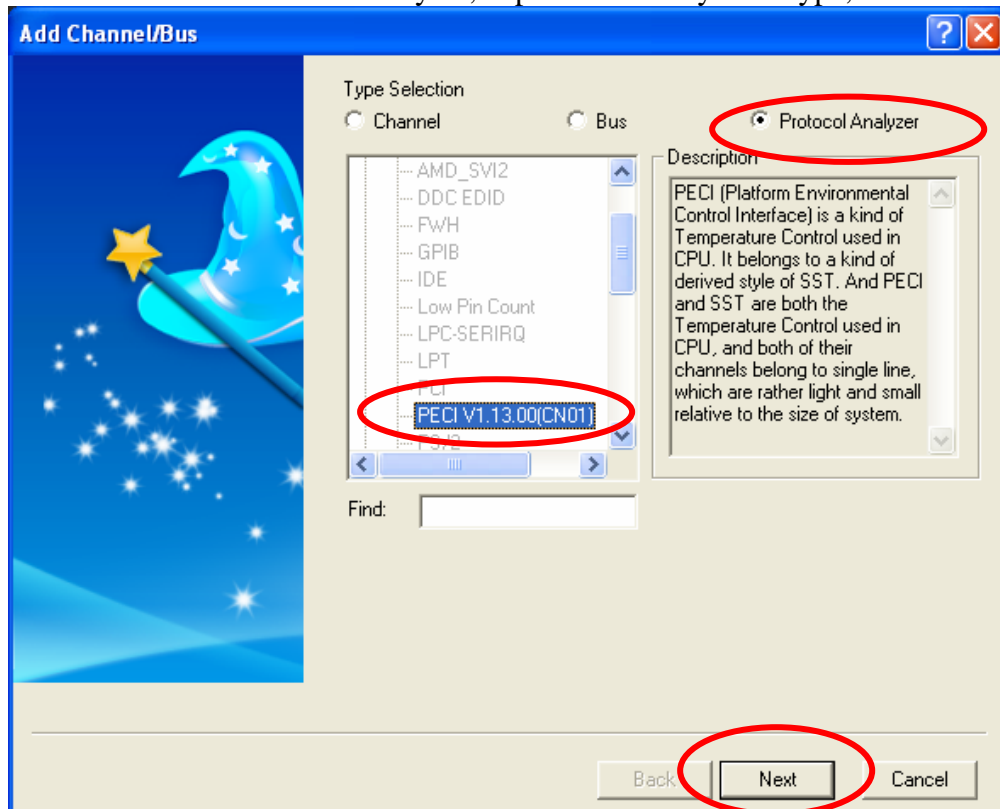 Add Channel/Bus
Type Selection
Channel
Bus
Protocol Analyzer
AMD_SVI2
DDC EDID
FWH
GPIB
IDE
Low Pin Count
LPC-SERIRQ
LPT
PCI
PECI V1.13.00(CN01)
Description
PECI (Platform Environmental
Control Interface) is a kind of
Temperature Control used in
CPU. It belongs to a kind of
derived style of SST. And PECI
and SST are both the
Temperature Control used in
CPU, and both of their
channels belong to single line,
which are rather light and small
relative to the size of system.
Find:
Back
Next
Cancel